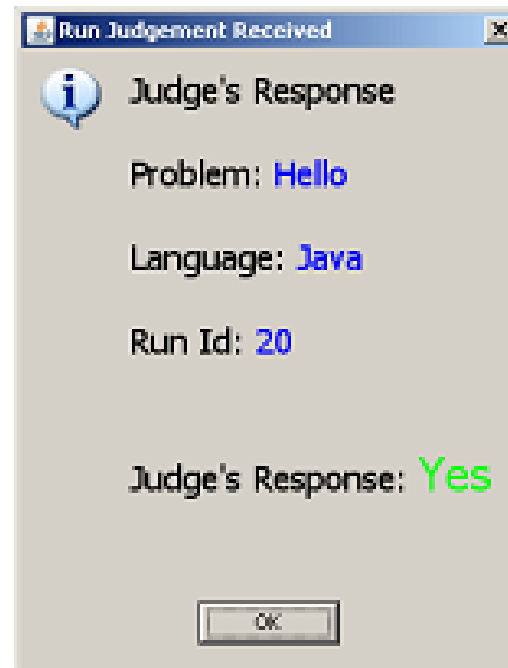 Run Judgement Received
Judge's Response
Problem: Hello
Language: Java
Run Id: 20
Judge's Response: Yes
OK